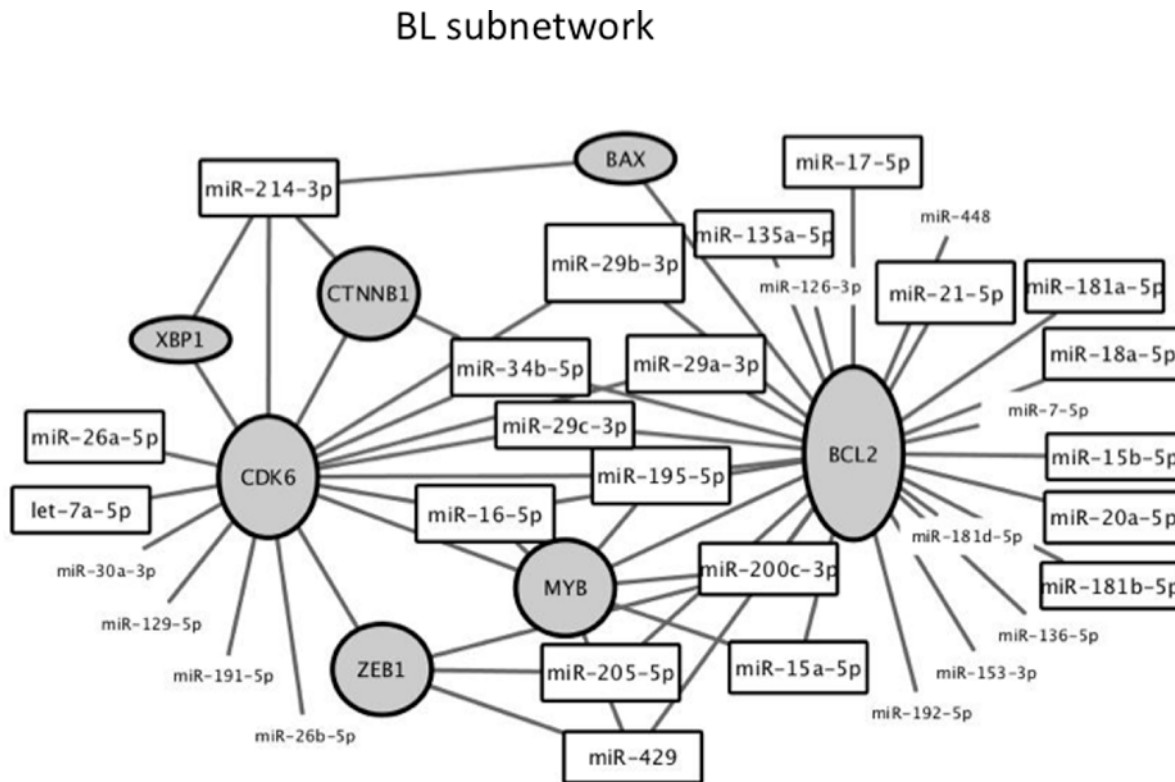 BL subnetwork
BAX
miR-17-5p
miR-214-3p
miR-448
miR-135a-5p
miR-29b-3p
miR-126-3p
CTNNB1
miR-21-5p
miR-181a-5p
XBP1
miR-18a-5p
miR-34b-5p
miR-29a-3p
miR-7-5p
miR-26a-5p
miR-29c-3p
BCL2
miR-15b-5p
CDK6
miR-195-5p
let-7a-5p
miR-16-5p
miR-20a-5p
miR-181d-5p
miR-30a-3p
MYB
miR-200c-3p
miR-181b-5p
miR-129-5p
miR-136-5p
miR-191-5p
ZEB1
miR-205-5p
miR-15a-5p
miR-153-3p
miR-192-5p
miR-26b-5p
miR-429